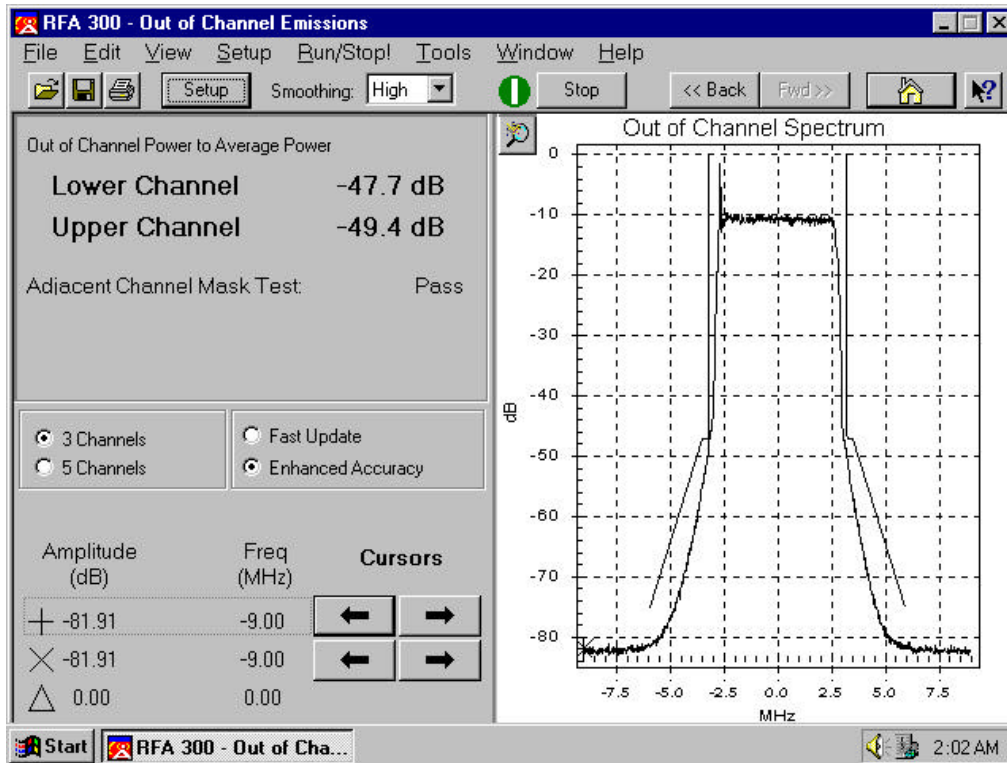 RFA 300 - Out of Channel Emissions
File Edit View Setup Run/Stop! Tools Window Help
Setup Smoothing: High Stop << Back Fwd >>
Out of Channel Power to Average Power
Lower Channel -47.7 dB
Upper Channel -49.4 dB
Adjacent Channel Mask Test: Pass
3 Channels
5 Channels
Fast Update
Enhanced Accuracy
Amplitude (dB) Freq (MHz) Cursors
-81.91 -9.00
-81.91 -9.00
0.00 0.00
Out of Channel Spectrum
0
-10
-20
-30
-40
-50
-60
-70
-80
dB
-7.5 -5.0 -2.5 0.0 2.5 5.0 7.5
MHz
Start RFA 300 - Out of Cha... 2:02 AM